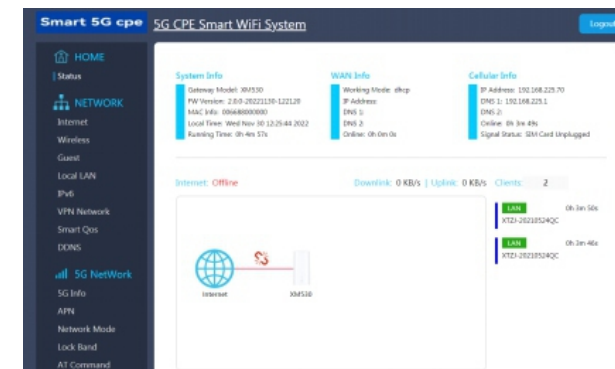 Smart 5G cpe
5G CPE Smart WiFi System
Logout
HOME
Status
NETWORK
Internet
Wireless
Guest
Local LAN
IPv6
VPN Network
Smart Qos
DDNS
5G NetWork
5G Info
APN
Network Mode
Lock Band
AT Command
System Info
Gateway Model: XM530
FW Version: 2.0.0-20221130-122120
MAC Info: 006688000000
Local Time: Wed Nov 30 12:25:44 2022
Running Time: 0h 4m 57s
WAN Info
Working Mode: dhcp
IP Address:
DNS 1:
DNS 2:
Online: 0h 0m 0s
Cellular Info
IP Address: 192.168.225.70
DNS 1: 192.168.225.1
DNS 2:
Online: 0h 3m 49s
Signal Status: SIM Card Unplugged
Internet: Offline
Downlink: 0 KB/s | Uplink: 0 KB/s
Clients: 2
LAN 0h 3m 50s
XTZJ-20210524QC
LAN 0h 3m 46s
XTZJ-20210524QC
Internet
XM530